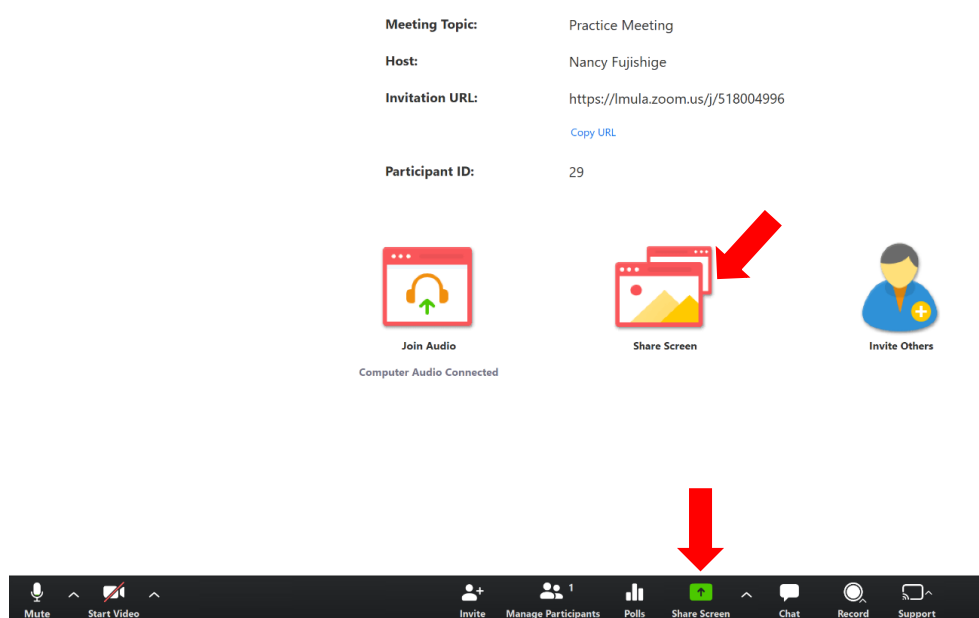 Meeting Topic: Practice Meeting
Host: Nancy Fujishige
Invitation URL: https://lmula.zoom.us/j/518004996
Copy URL
Participant ID: 29
Join Audio Share Screen Invite Others
Computer Audio Connected
1
Mute Start Video Invite Manage Participants Polls Share Screen Chat Record Support